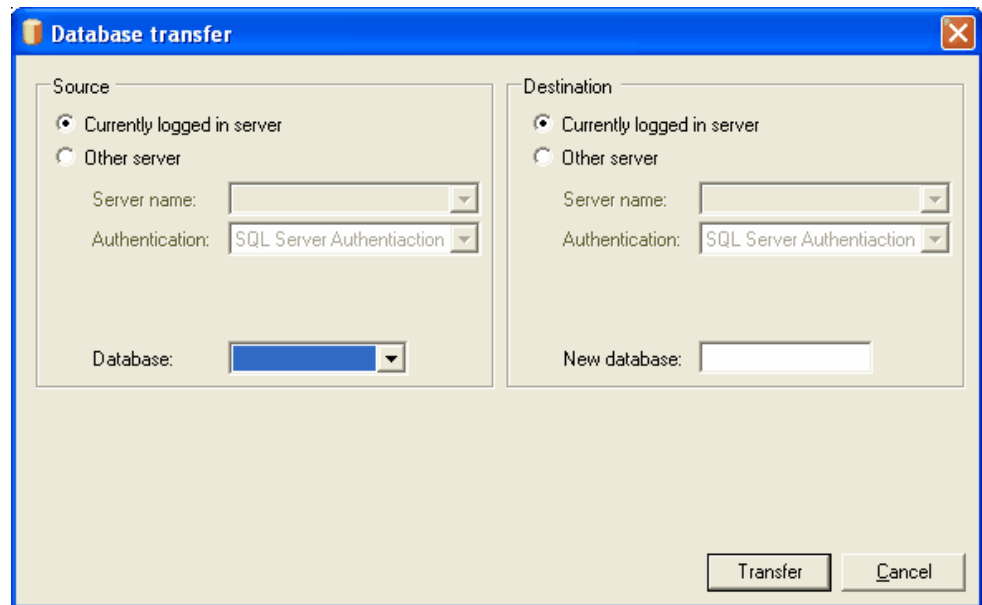 Database transfer
Source
Currently logged in server
Other server
Server name:
Authentication: SQL Server Authentiaction
Database:
Destination
Currently logged in server
Other server
Server name:
Authentication: SQL Server Authentiaction
New database:
Transfer
Cancel